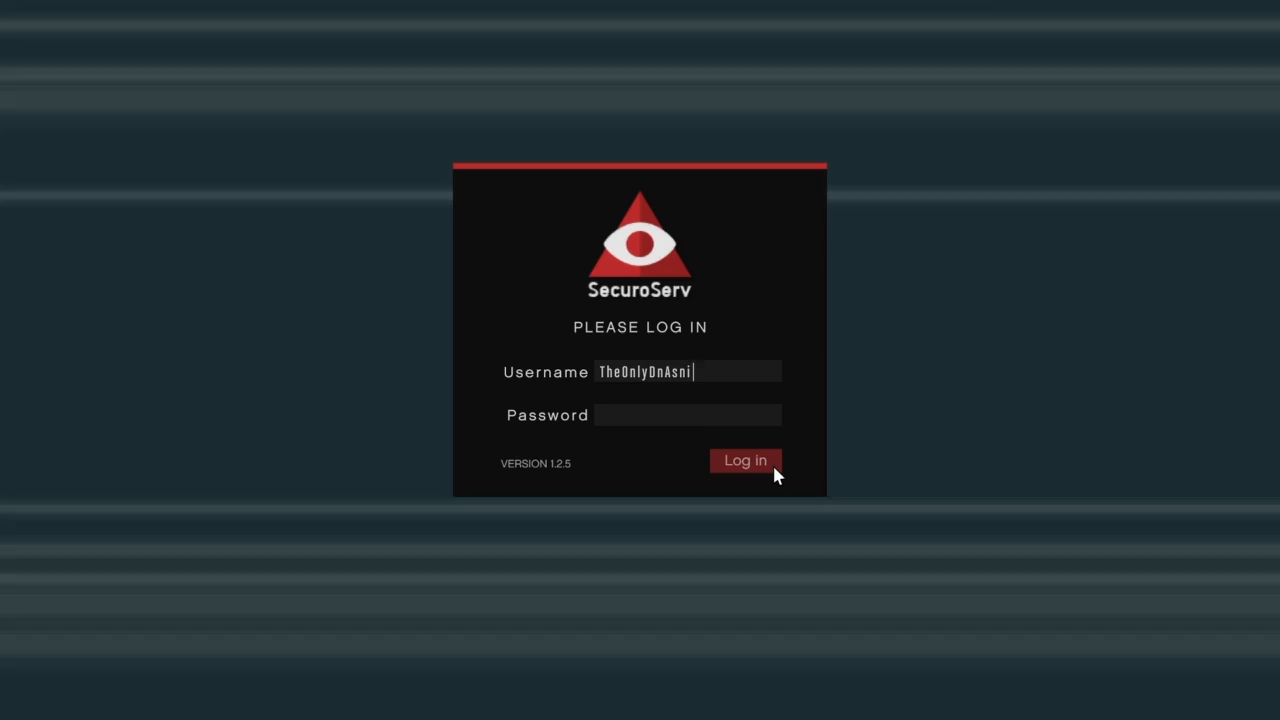 SecuroServ
PLEASE LOG IN
Username TheOnlyDnAsni
Password
VERSION 1.2.5
Log in